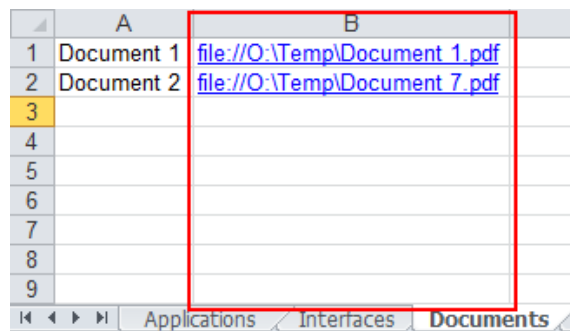 A B
1 Document 1 file://O:\Temp\Document 1.pdf
2 Document 2 file://O:\Temp\Document 7.pdf
3
4
5
6
7
8
9
Applications Interfaces Documents